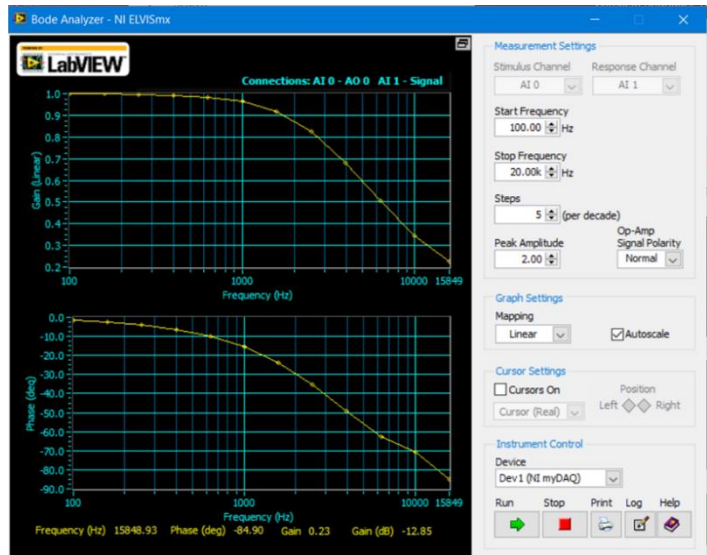 Bode Analyzer - NI ELVISmx
LabVIEW
Connections: AI 0 - AO 0 AI 1 - Signal
Gain (Linear)
1.0
0.9
0.8
0.7
0.6
0.5
0.4
0.3
0.2
100 1000 10000 15849
Frequency (Hz)
Phase (deg)
0.0
-10.0
-20.0
-30.0
-40.0
-50.0
-60.0
-70.0
-80.0
-90.0
100 1000 10000 15849
Frequency (Hz)
Frequency (Hz) 15848.93 Phase (deg) -84.90 Gain 0.23 Gain (dB) -12.85
Measurement Settings
Stimulus Channel Response Channel
AI 0 AI 1
Start Frequency
100.00 Hz
Stop Frequency
20.00k Hz
Steps
5 (per decade)
Peak Amplitude
2.00
Op-Amp
Signal Polarity
Normal
Graph Settings
Mapping
Linear Autoscale
Cursor Settings
Cursors On Position
Cursor (Real) Left Right
Instrument Control
Device
Dev1 (NI myDAQ)
Run Stop Print Log Help